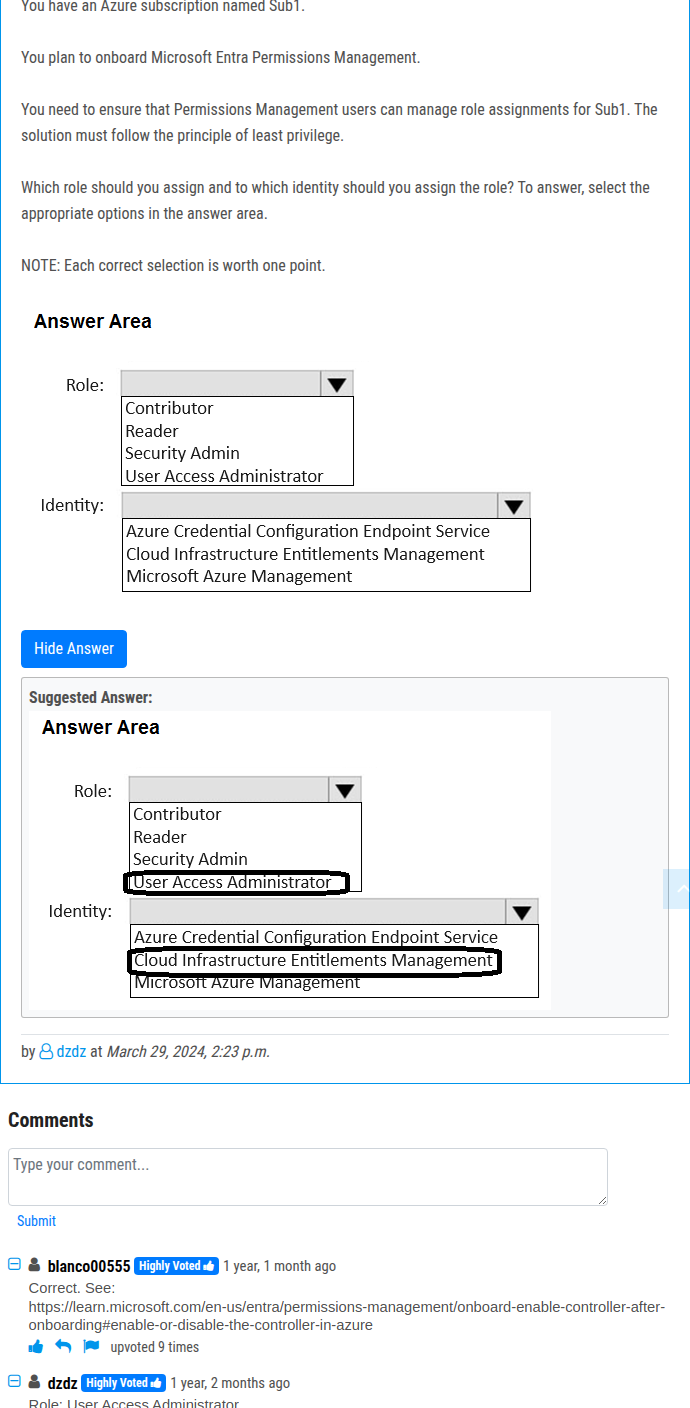 You have an Azure subscription named Sub1.
You plan to onboard Microsoft Entra Permissions Management.
You need to ensure that Permissions Management users can manage role assignments for Sub1. The
solution must follow the principle of least privilege.
Which role should you assign and to which identity should you assign the role? To answer, select the
appropriate options in the answer area.
NOTE: Each correct selection is worth one point.
Answer Area
Role:
Contributor
Reader
Security Admin
User Access Administrator
Identity:
Azure Credential Configuration Endpoint Service
Cloud Infrastructure Entitlements Management
Microsoft Azure Management
Hide Answer
Suggested Answer:
Answer Area
Role:
Contributor
Reader
Security Admin
User Access Administrator
Identity:
Azure Credential Configuration Endpoint Service
Cloud Infrastructure Entitlements Management
Microsoft Azure Management
by dzdz at March 29, 2024, 2:23 p.m.
Comments
Type your comment...
Submit
blanco00555 Highly Voted 1 year, 1 month ago
Correct. See:
https://learn.microsoft.com/en-us/entra/permissions-management/onboard-enable-controller-after-
onboarding#enable-or-disable-the-controller-in-azure
upvoted 9 times
dzdz Highly Voted 1 year, 2 months ago
Role: User Access Administrator